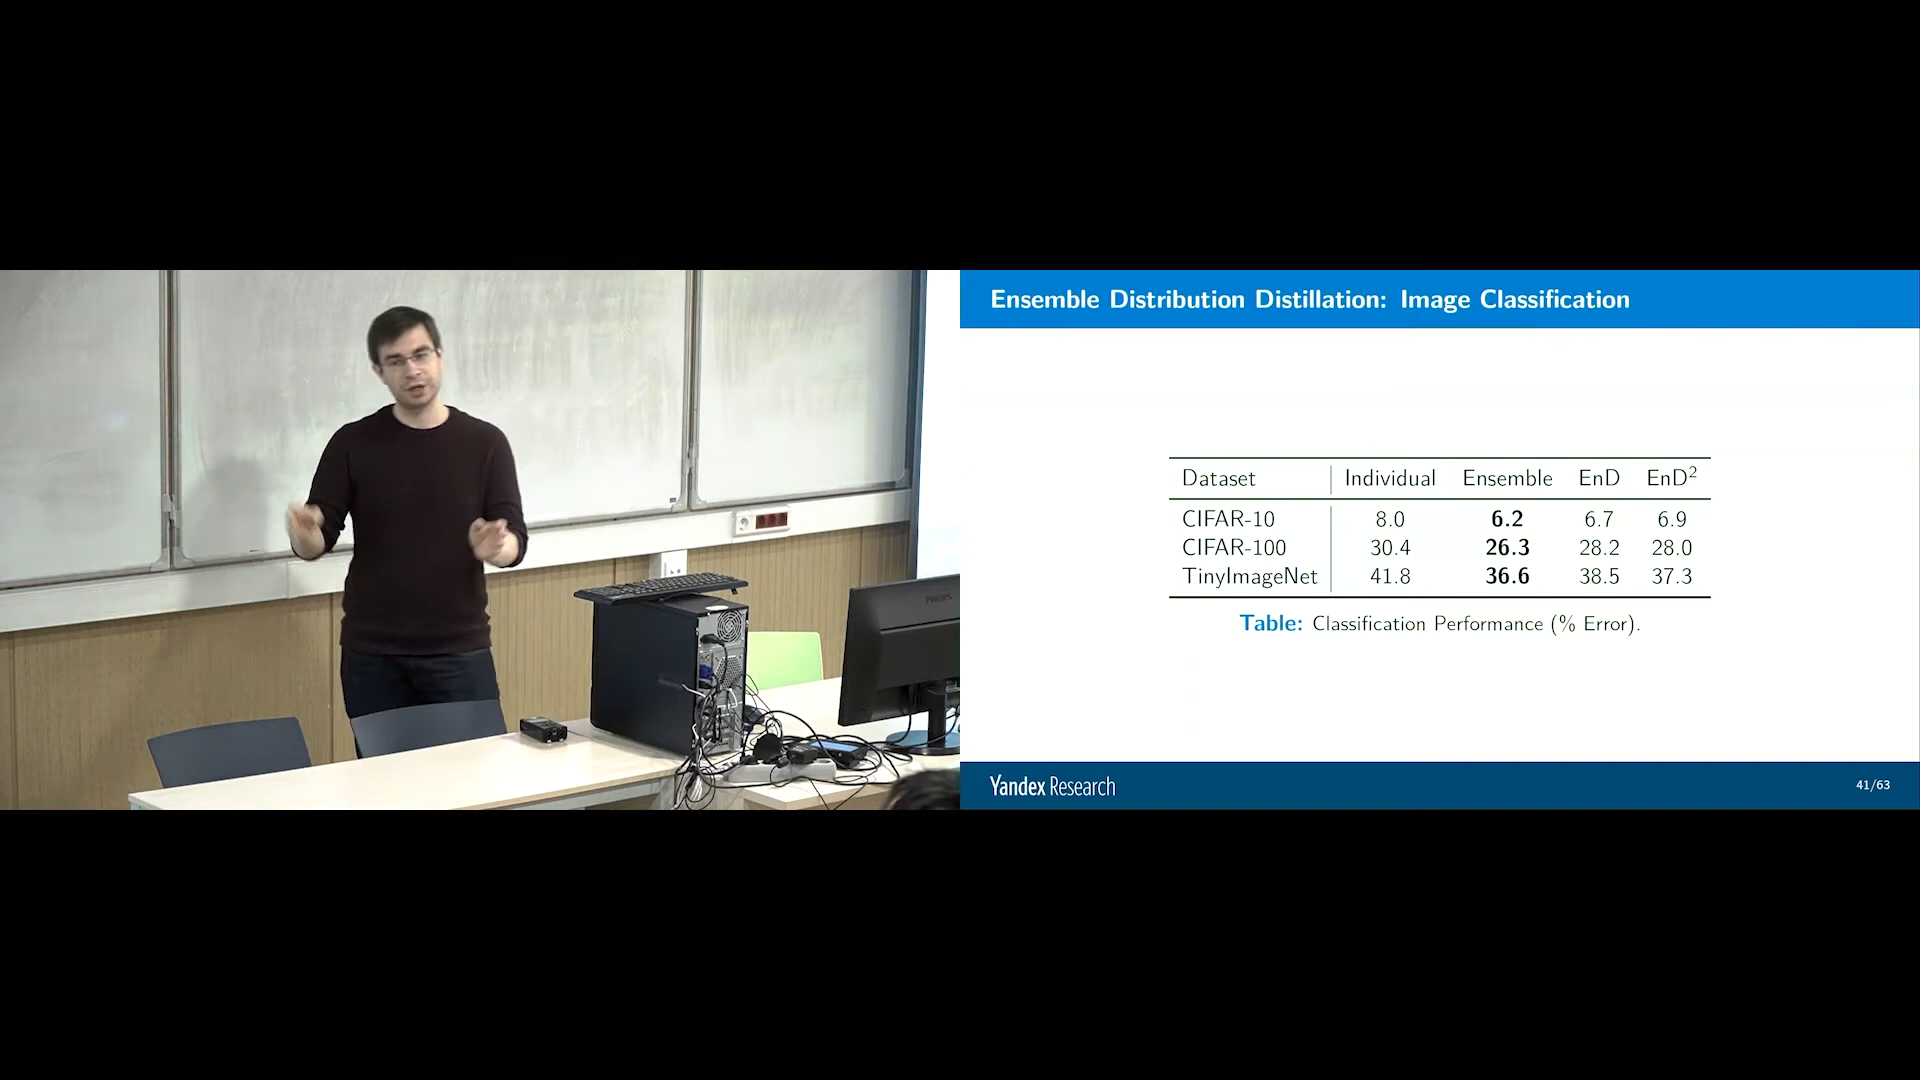 Ensemble Distribution Distillation: Image Classification
Dataset Individual Ensemble EnD EnD²
CIFAR-10 8.0 6.2 6.7 6.9
CIFAR-100 30.4 26.3 28.2 28.0
TinyImageNet 41.8 36.6 38.5 37.3
Table: Classification Performance (% Error).
Yandex Research
41/63
PHILIPS